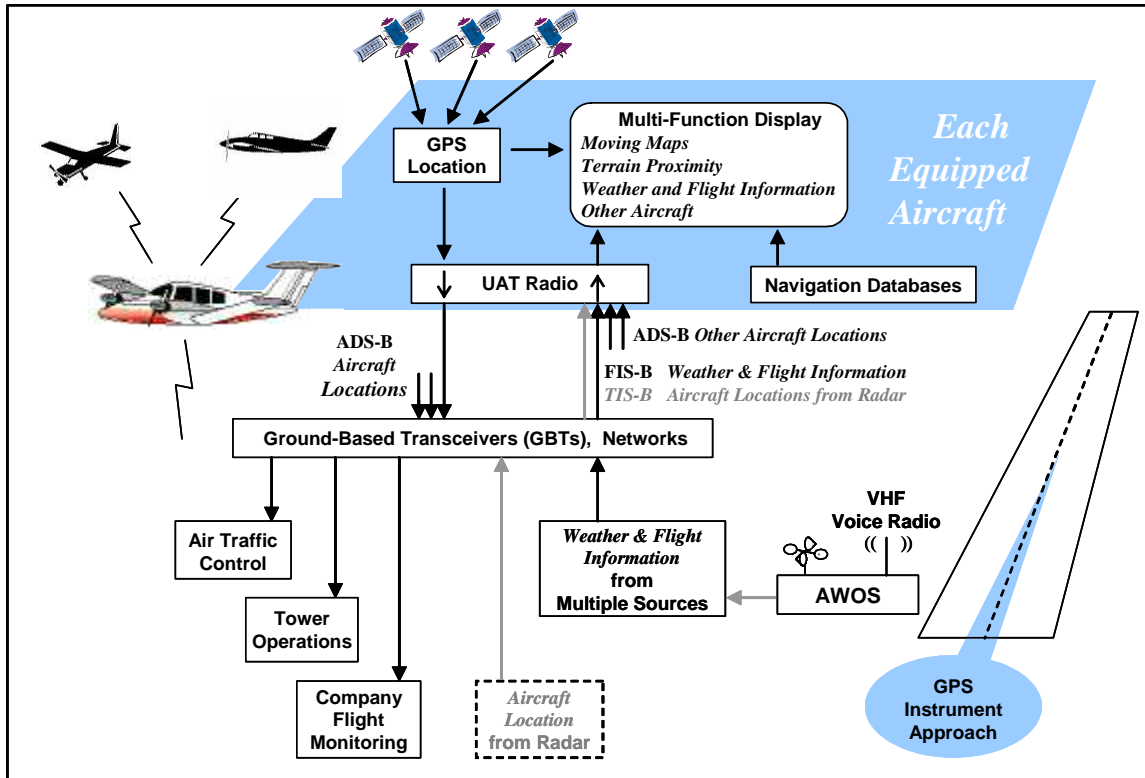 Each
Equipped
Aircraft
GPS
Location
Multi-Function Display
Moving Maps
Terrain Proximity
Weather and Flight Information
Other Aircraft
UAT Radio
Navigation Databases
ADS-B
Aircraft
Locations
ADS-B Other Aircraft Locations
FIS-B Weather & Flight Information
TIS-B Aircraft Locations from Radar
Ground-Based Transceivers (GBTs), Networks
Air Traffic
Control
Tower
Operations
Company
Flight
Monitoring
Aircraft
Location
from Radar
Weather & Flight
Information
from
Multiple Sources
VHF
Voice Radio
(( ))
AWOS
GPS
Instrument
Approach